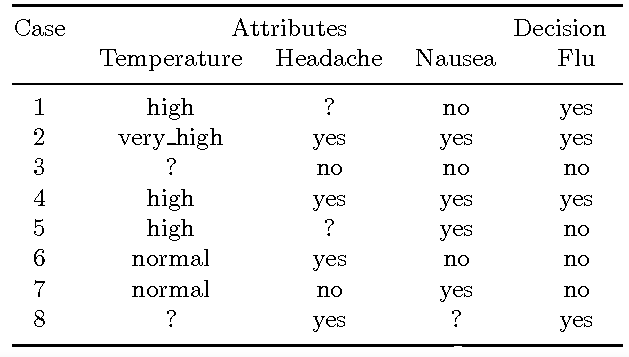 Case Attributes Decision
Temperature Headache Nausea Flu
1 high ? no yes
2 very_high yes yes yes
3 ? no no no
4 high yes yes yes
5 high ? yes no
6 normal yes no no
7 normal no yes no
8 ? yes ? yes